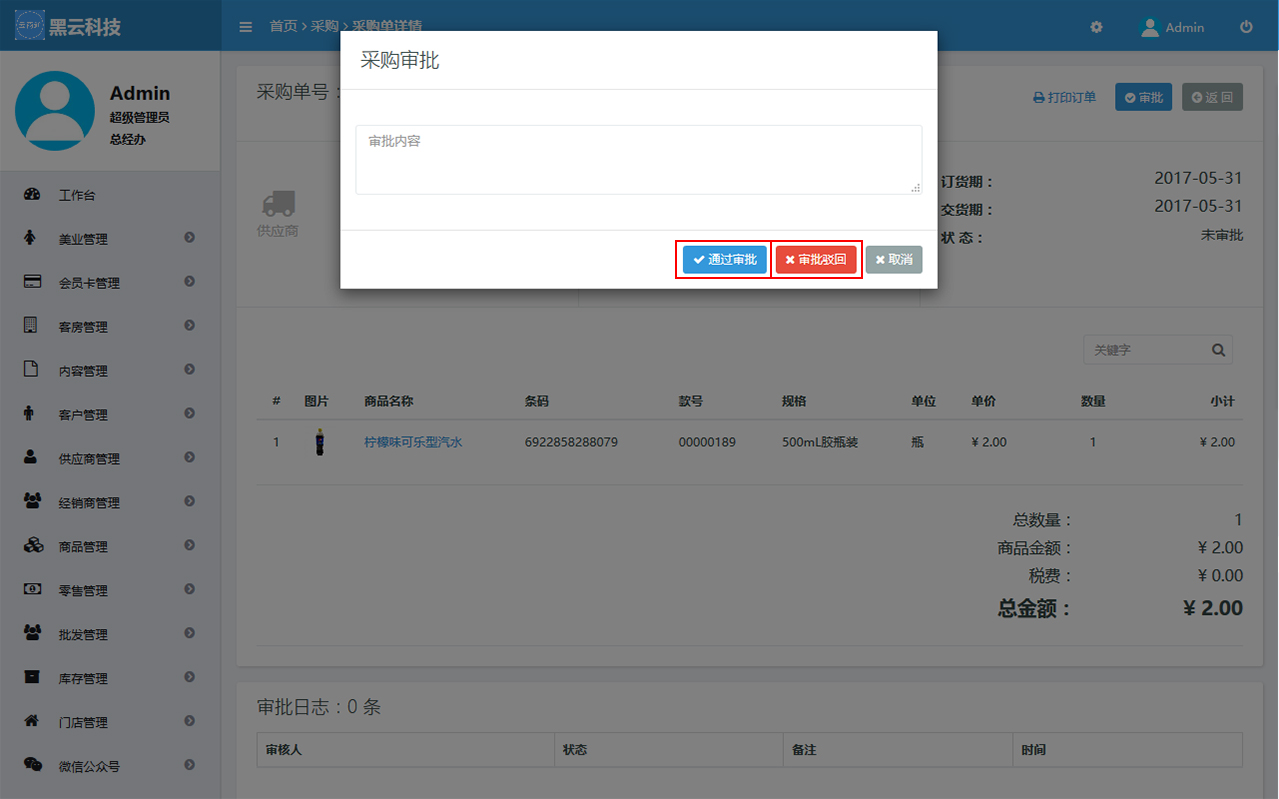 黑云科技
首页 > 采购 > 采购单详情
Admin
Admin
超级管理员
总经办
工作台
美业管理
会员卡管理
客房管理
内容管理
客户管理
供应商管理
经销商管理
商品管理
零售管理
批发管理
库存管理
门店管理
微信公众号
采购审批
审批内容
通过审批 审批驳回 取消
采购单号：
打印订单 审批 返 回
供应商
订货期： 2017-05-31
交货期： 2017-05-31
状 态： 未审批
关键字
# 图片 商品名称 条码 款号 规格 单位 单价 数量 小计
1 柠檬味可乐型汽水 6922858288079 00000189 500mL胶瓶装 瓶 ¥ 2.00 1 ¥ 2.00
总数量： 1
商品金额： ¥ 2.00
税费： ¥ 0.00
总金额： ¥ 2.00
审批日志：0 条
审核人 状态 备注 时间